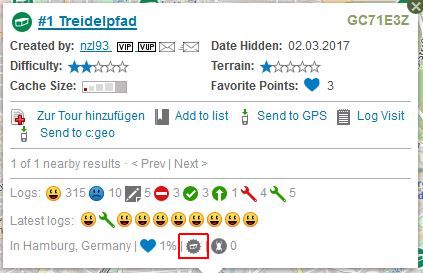 #1 Treidelpfad GC71E3Z
Created by: nzl93 VIP VIP Date Hidden: 02.03.2017
Difficulty: Terrain:
Cache Size: Favorite Points: 3
Zur Tour hinzufügen Add to list Send to GPS Log Visit
Send to c:geo
1 of 1 nearby results - < Prev | Next >
Logs: 315 10 5 3 3 1 4 5
Latest logs:
In Hamburg, Germany | 1% | | 0